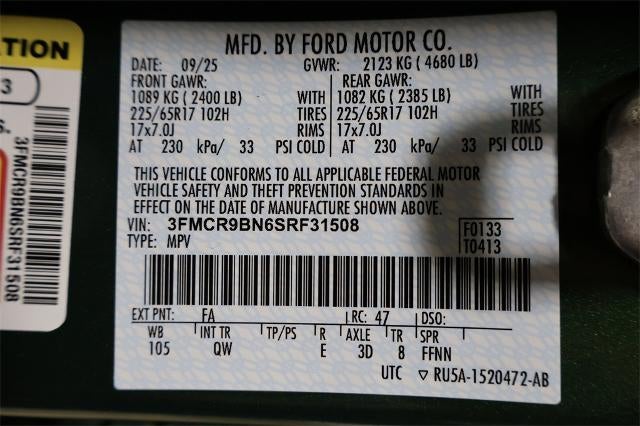 TION
3
S.
3FMCR9BN6SRF31508
MFD. BY FORD MOTOR CO.
DATE: 09/25 GVWR: 2123 KG ( 4680 LB)
FRONT GAWR: REAR GAWR:
1089 KG ( 2400 LB) WITH 1082 KG ( 2385 LB) WITH
225/65R17 102H TIRES 225/65R17 102H TIRES
17x7.0J RIMS 17x7.0J RIMS
AT 230 kPa/ 33 PSI COLD AT 230 kPa/ 33 PSI COLD
THIS VEHICLE CONFORMS TO ALL APPLICABLE FEDERAL MOTOR
VEHICLE SAFETY AND THEFT PREVENTION STANDARDS IN
EFFECT ON THE DATE OF MANUFACTURE SHOWN ABOVE.
VIN: 3FMCR9BN6SRF31508 F0133
TYPE: MPV T0413
EXT PNT: FA RC: 47 DSO:
WB INT TR TP/PS R AXLE TR SPR
105 QW E 3D 8 FFNN
UTC ▽ RU5A-1520472-AB